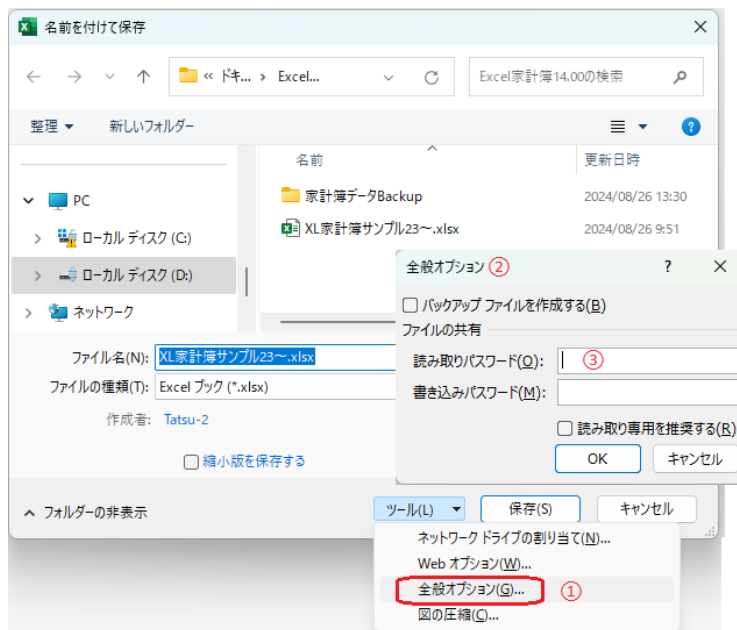 名前を付けて保存
« ドキ... › Excel...
Excel家計簿14.00の検索
整理
新しいフォルダー
名前
更新日時
PC
ローカル ディスク (C:)
ローカル ディスク (D:)
ネットワーク
家計簿データBackup
2024/08/26 13:30
XL家計簿サンプル23～.xlsx
2024/08/26 9:51
ファイル名(N):
XL家計簿サンプル23～.xlsx
ファイルの種類(T):
Excel ブック (*.xlsx)
作成者:
Tatsu-2
縮小版を保存する
全般オプション ②
?
バックアップ ファイルを作成する(B)
ファイルの共有
読み取りパスワード(O):
③
書き込みパスワード(M):
読み取り専用を推奨する(R)
OK
キャンセル
フォルダーの非表示
ツール(L)
保存(S)
キャンセル
ネットワーク ドライブの割り当て(N)...
Web オプション(W)...
全般オプション(G)...
①
図の圧縮(C)...